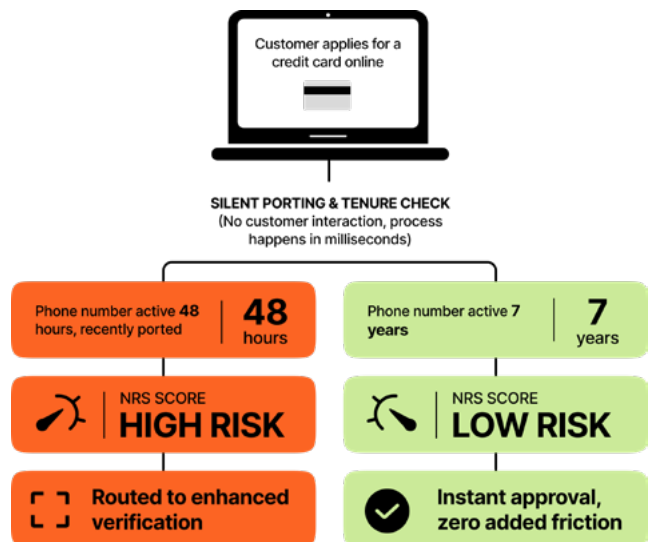 Customer applies for a
credit card online
SILENT PORTING & TENURE CHECK
(No customer interaction, process
happens in milliseconds)
Phone number active 48
hours, recently ported
48
hours
NRS SCORE
HIGH RISK
Routed to enhanced
verification
Phone number active 7
years
7
years
NRS SCORE
LOW RISK
Instant approval,
zero added friction